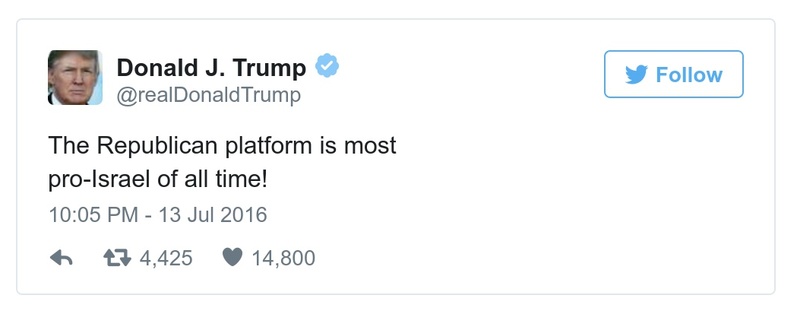 Donald J. Trump
@realDonaldTrump
Follow
The Republican platform is most
pro-Israel of all time!
10:05 PM - 13 Jul 2016
4,425 14,800